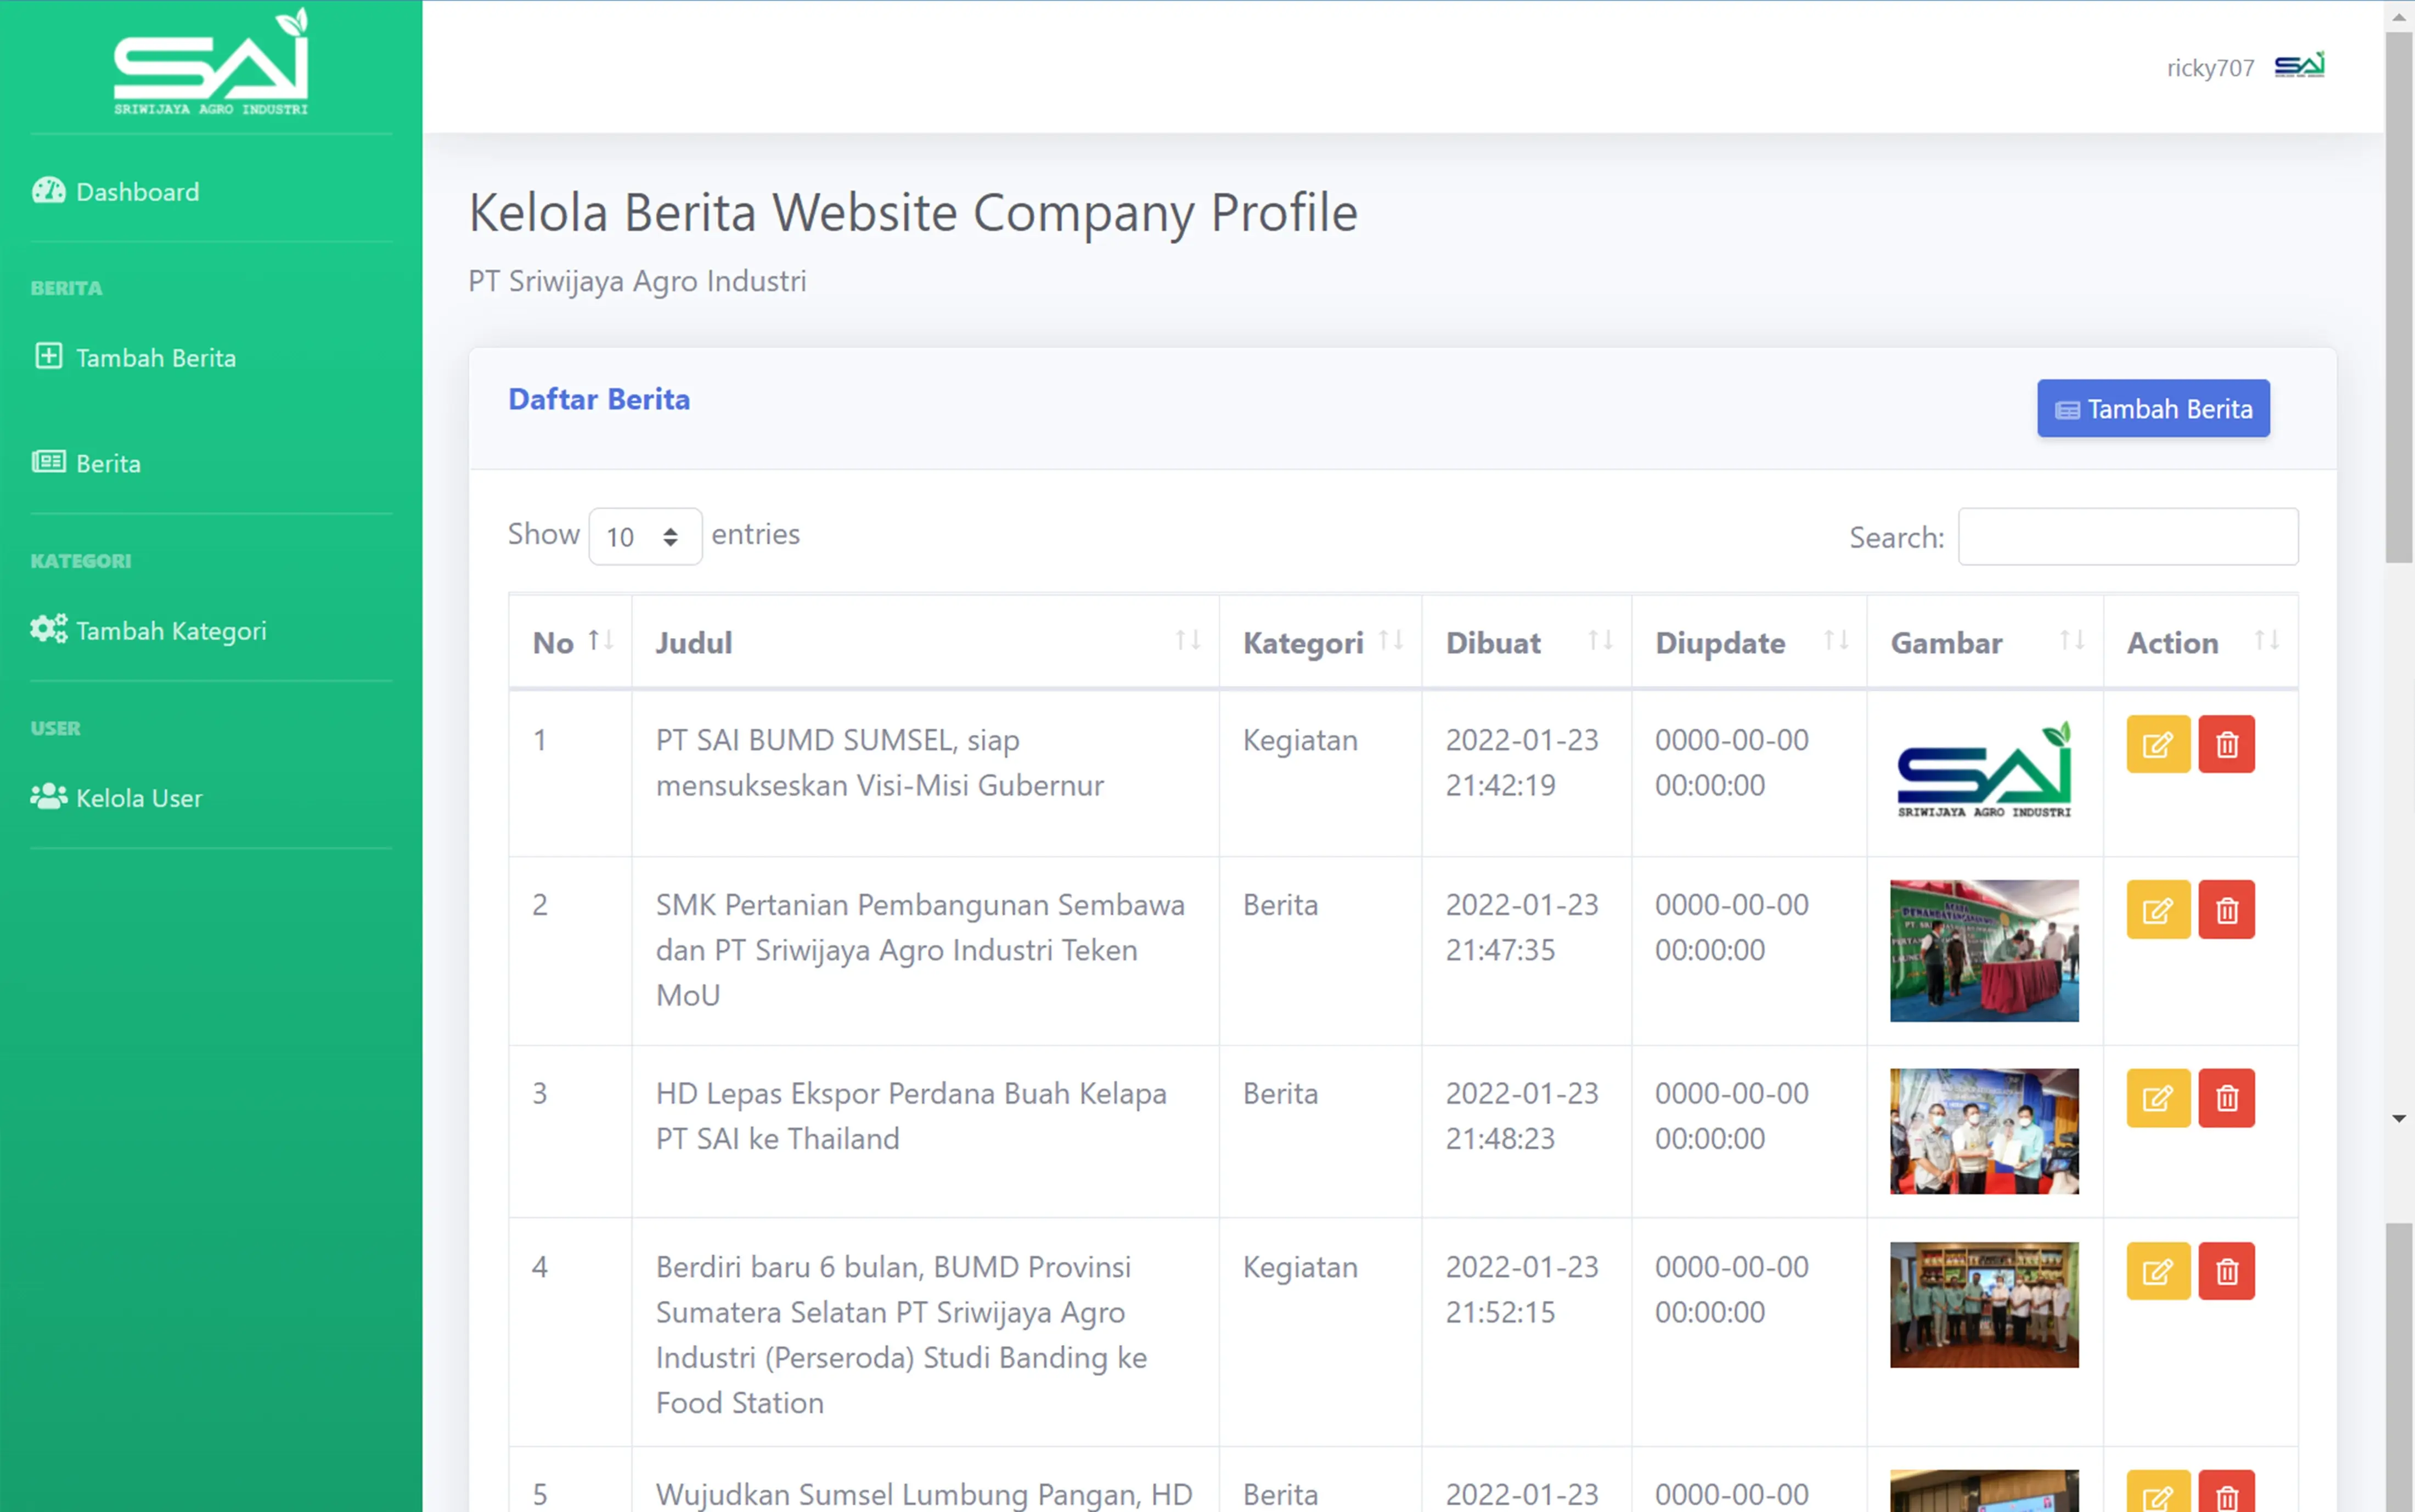 SAI
SRIWIJAYA AGRO INDUSTRI
ricky707
SAI
Dashboard
BERITA
Tambah Berita
Berita
KATEGORI
Tambah Kategori
USER
Kelola User
Kelola Berita Website Company Profile
PT Sriwijaya Agro Industri
Daftar Berita
Tambah Berita
Show 10 entries
Search:
No Judul Kategori Dibuat Diupdate Gambar Action
1 PT SAI BUMD SUMSEL, siap Kegiatan 2022-01-23 0000-00-00
mensukseskan Visi-Misi Gubernur 21:42:19 00:00:00
SAI
SRIWIJAYA AGRO INDUSTRI
2 SMK Pertanian Pembangunan Sembawa Berita 2022-01-23 0000-00-00
dan PT Sriwijaya Agro Industri Teken 21:47:35 00:00:00
MoU
3 HD Lepas Ekspor Perdana Buah Kelapa Berita 2022-01-23 0000-00-00
PT SAI ke Thailand 21:48:23 00:00:00
4 Berdiri baru 6 bulan, BUMD Provinsi Kegiatan 2022-01-23 0000-00-00
Sumatera Selatan PT Sriwijaya Agro 21:52:15 00:00:00
Industri (Perseroda) Studi Banding ke
Food Station
5 Wujudkan Sumsel Lumbung Pangan, HD Berita 2022-01-23 0000-00-00